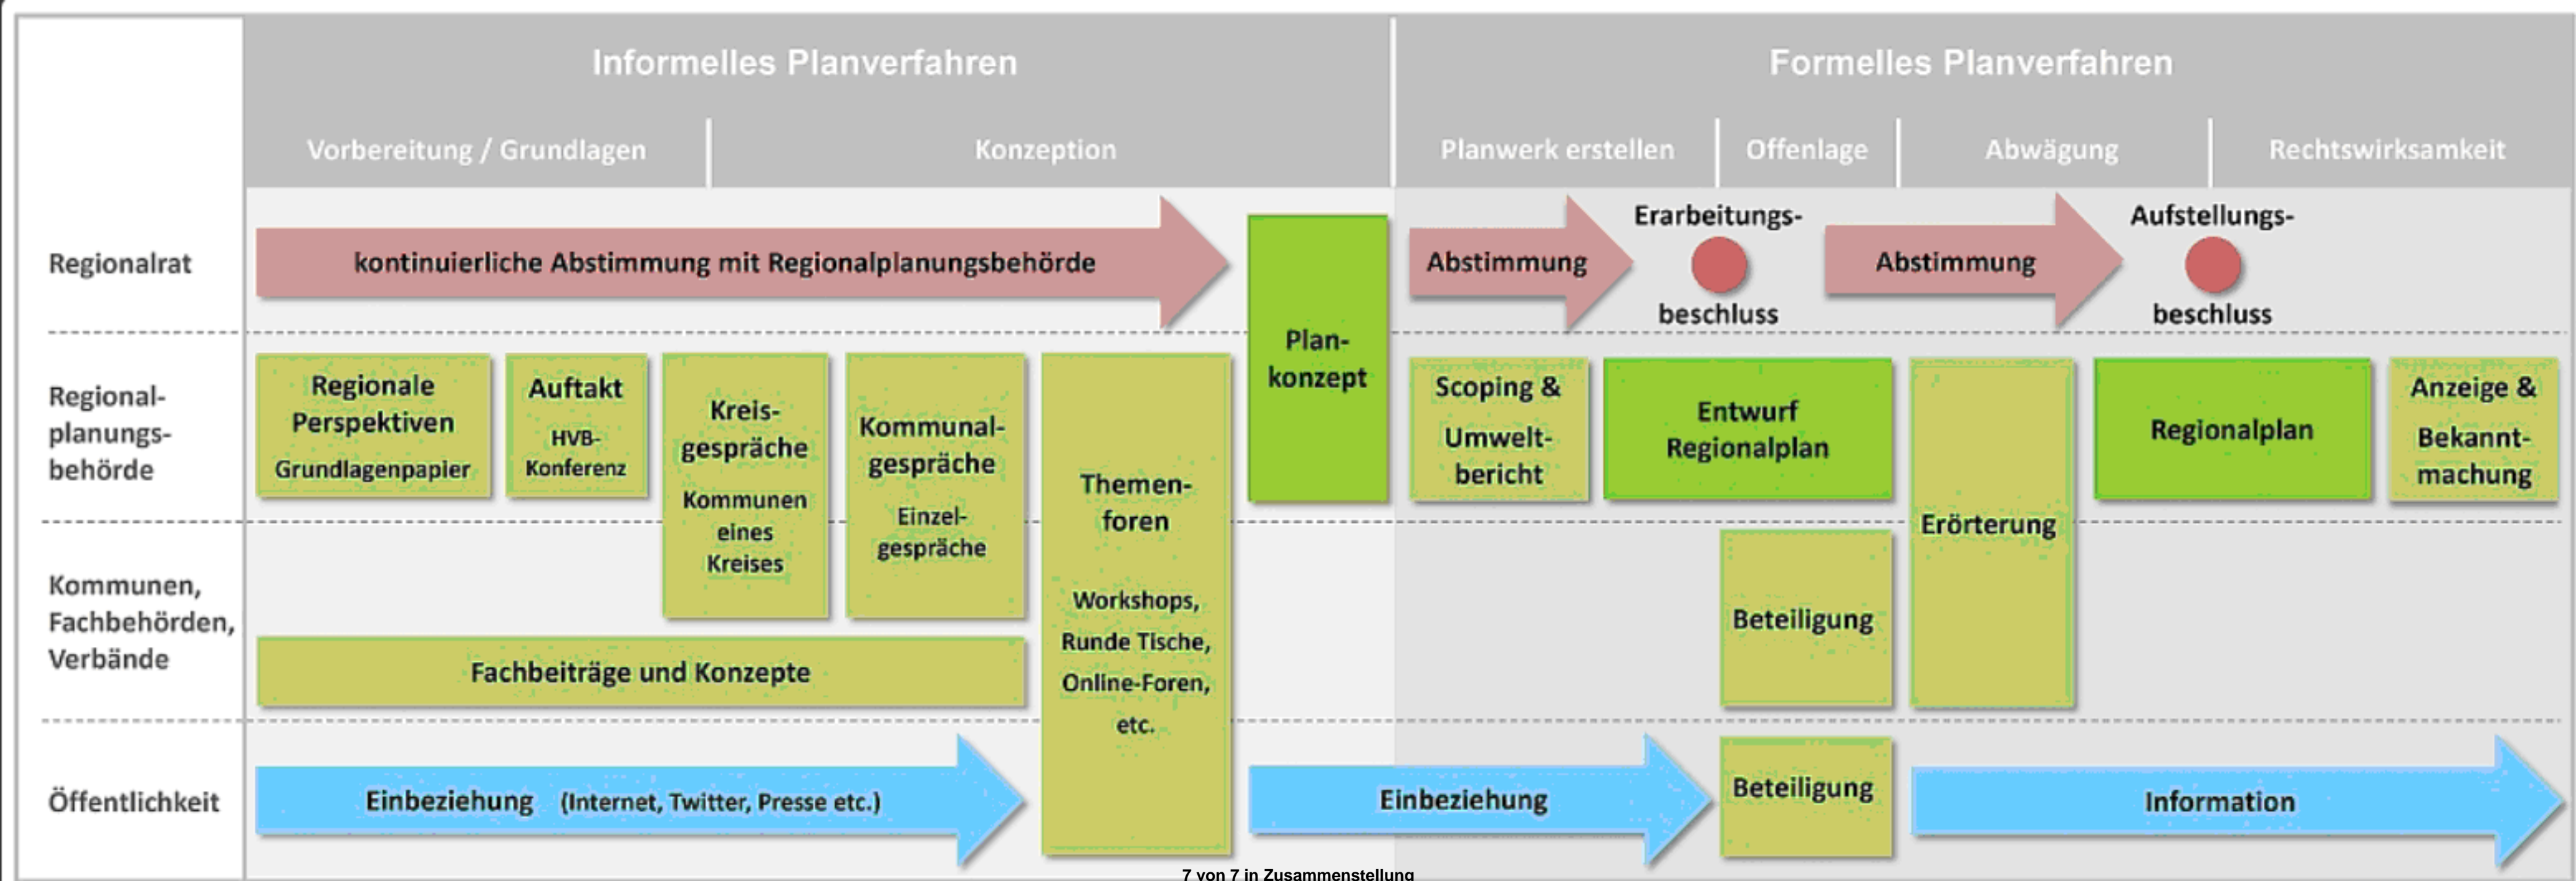 Informelles Planverfahren
Formelles Planverfahren
Vorbereitung / Grundlagen
Konzeption
Planwerk erstellen
Offenlage
Abwägung
Rechtswirksamkeit
Regionalrat
kontinuierliche Abstimmung mit Regionalplanungsbehörde
Plan-
konzept
Abstimmung
Erarbeitungs-
beschluss
Abstimmung
Aufstellungs-
beschluss
Regional-
planungs-
behörde
Regionale
Perspektiven
Grundlagenpapier
Auftakt
HVB-
Konferenz
Kreis-
gespräche
Kommunen
eines
Kreises
Kommunal-
gespräche
Einzel-
gespräche
Themen-
foren
Workshops,
Runde Tische,
Online-Foren,
etc.
Scoping &
Umwelt-
bericht
Entwurf
Regionalplan
Erörterung
Regionalplan
Anzeige &
Bekannt-
machung
Kommunen,
Fachbehörden,
Verbände
Fachbeiträge und Konzepte
Beteiligung
Öffentlichkeit
Einbeziehung (Internet, Twitter, Presse etc.)
Einbeziehung
Beteiligung
Information
7 von 7 in Zusammenstellung